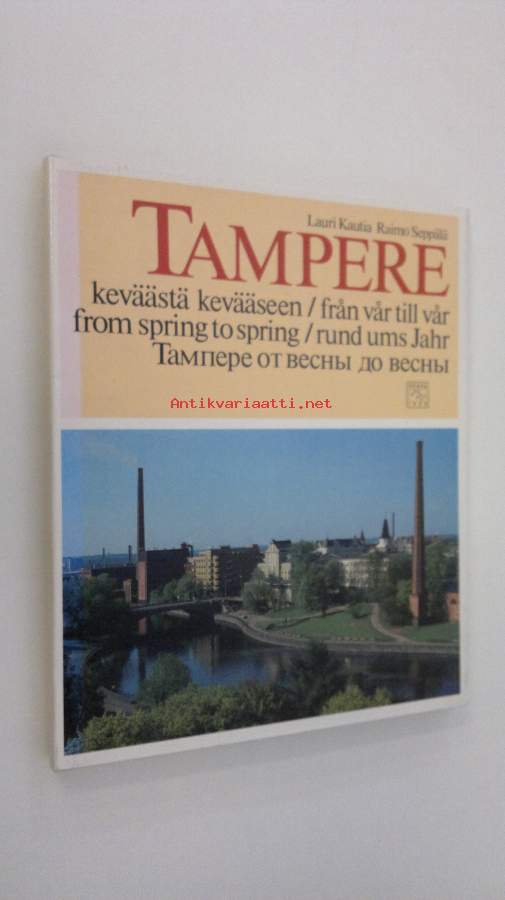 Lauri Kautia Raimo Seppälä
TAMPERE
keväästä kevääseen / från vår till vår
from spring to spring / rund ums Jahr
Тампере от весны до весны
Antikvariaatti.net